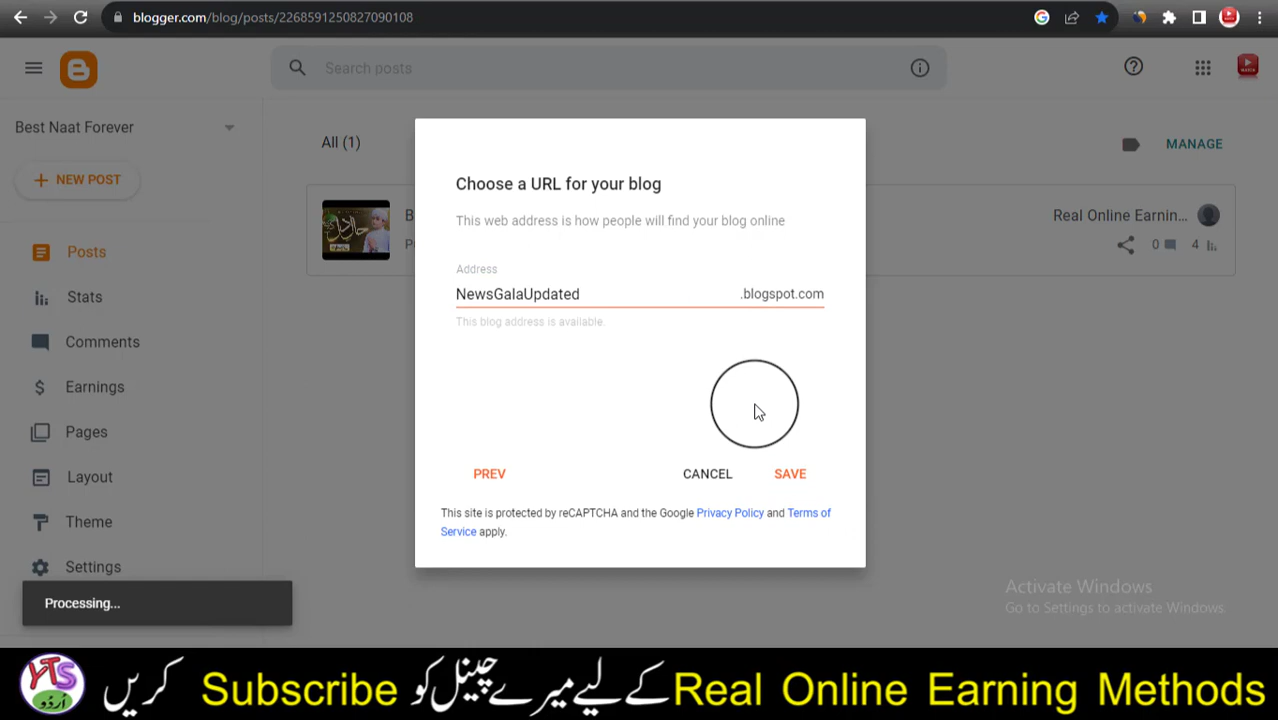 blogger.com/blog/posts/2268591250827090108
Search posts
Best Naat Forever
All (1)
MANAGE
NEW POST
Choose a URL for your blog
This web address is how people will find your blog online
Real Online Earnin...
0
4
Posts
Address
NewsGalaUpdated
.blogspot.com
This blog address is available.
Stats
Comments
Earnings
Pages
Layout
PREV
CANCEL
SAVE
This site is protected by reCAPTCHA and the Google Privacy Policy and Terms of
Service apply.
Theme
Settings
Processing...
Activate Windows
Go to Settings to activate Windows.
YTS
اردو
Real Online Earning Methods کے لیے میرے چینل کو Subscribe کریں